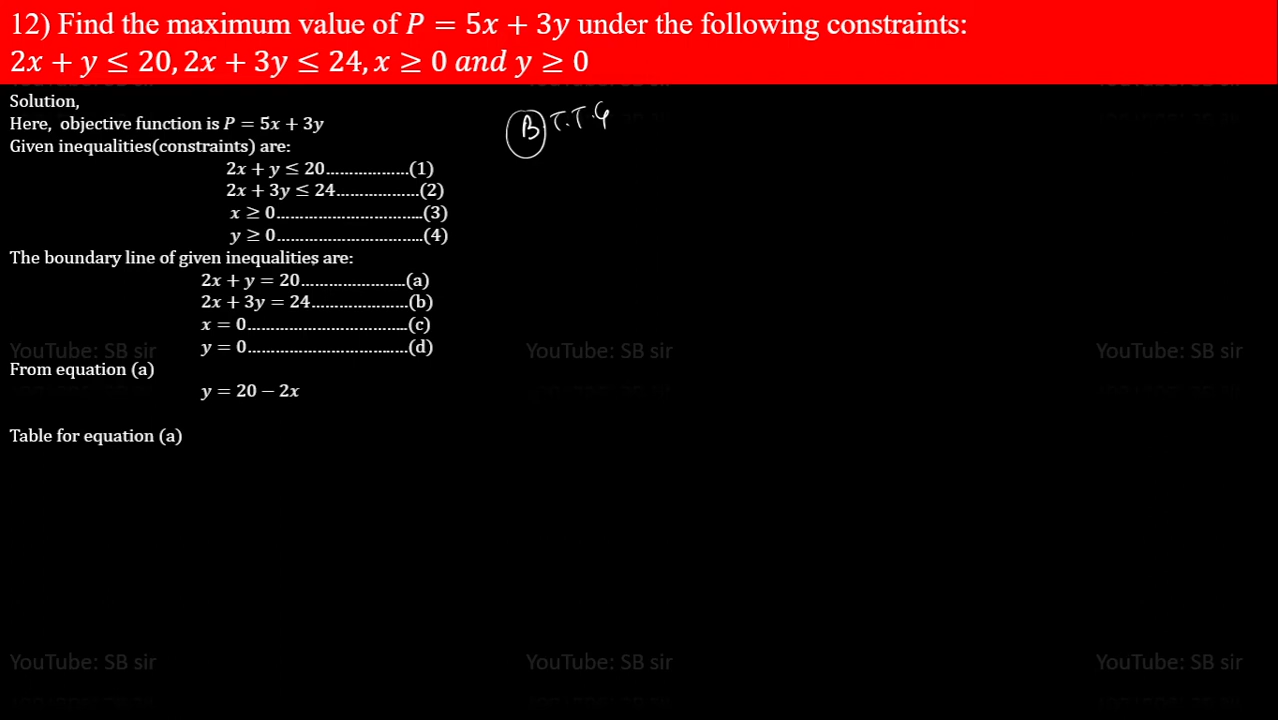 12) Find the maximum value of P = 5x + 3y under the following constraints:
2x + y ≤ 20, 2x + 3y ≤ 24, x ≥ 0 and y ≥ 0
Solution,
Here, objective function is P = 5x + 3y
B T.T.G
Given inequalities(constraints) are:
2x + y ≤ 20..................(1)
2x + 3y ≤ 24..................(2)
x ≥ 0................................(3)
y ≥ 0................................(4)
The boundary line of given inequalities are:
2x + y = 20.......................(a)
2x + 3y = 24.....................(b)
x = 0...................................(c)
y = 0...................................(d)
YouTube: SB sir YouTube: SB sir YouTube: SB sir
From equation (a)
y = 20 − 2x
Table for equation (a)
YouTube: SB sir YouTube: SB sir YouTube: SB sir